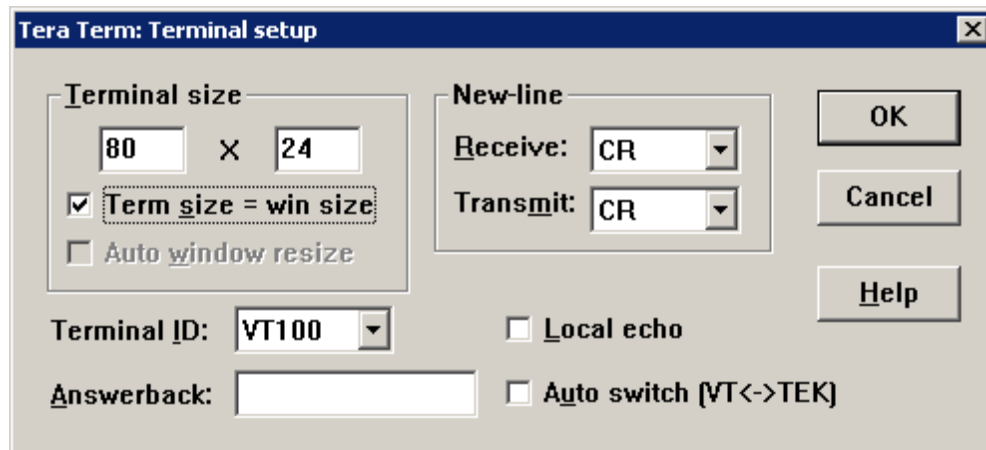 Tera Term: Terminal setup
Terminal size
80 X 24
Term size = win size
Auto window resize
New-line
Receive: CR
Transmit: CR
OK
Cancel
Help
Terminal ID: VT100
Local echo
Answerback:
Auto switch (VT<->TEK)